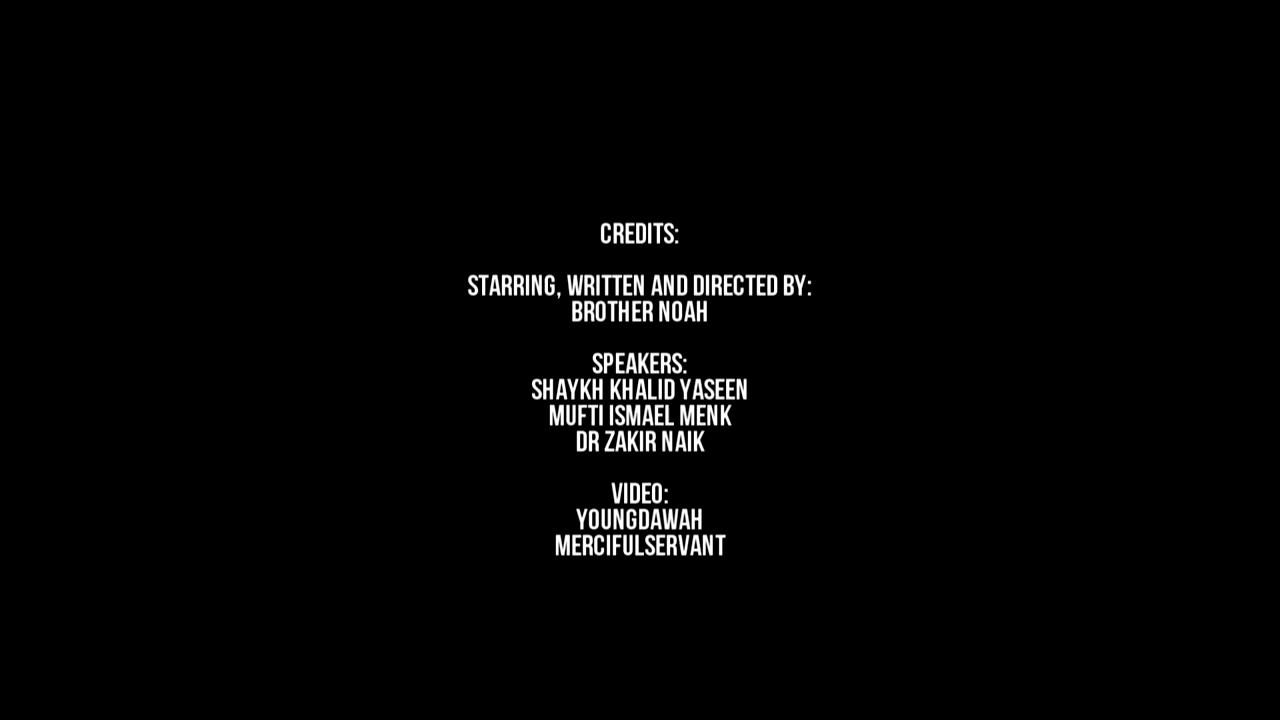 CREDITS:
STARRING, WRITTEN AND DIRECTED BY:
BROTHER NOAH
SPEAKERS:
SHAYKH KHALID YASEEN
MUFTI ISMAEL MENK
DR ZAKIR NAIK
VIDEO:
YOUNGDAWAH
MERCIFULSERVANT